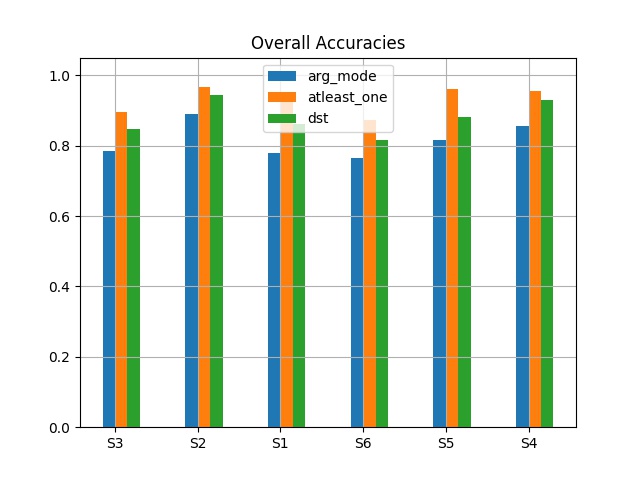 Overall Accuracies
1.0
0.8
0.6
0.4
0.2
0.0
arg_mode
atleast_one
dst
S3 S2 S1 S6 S5 S4